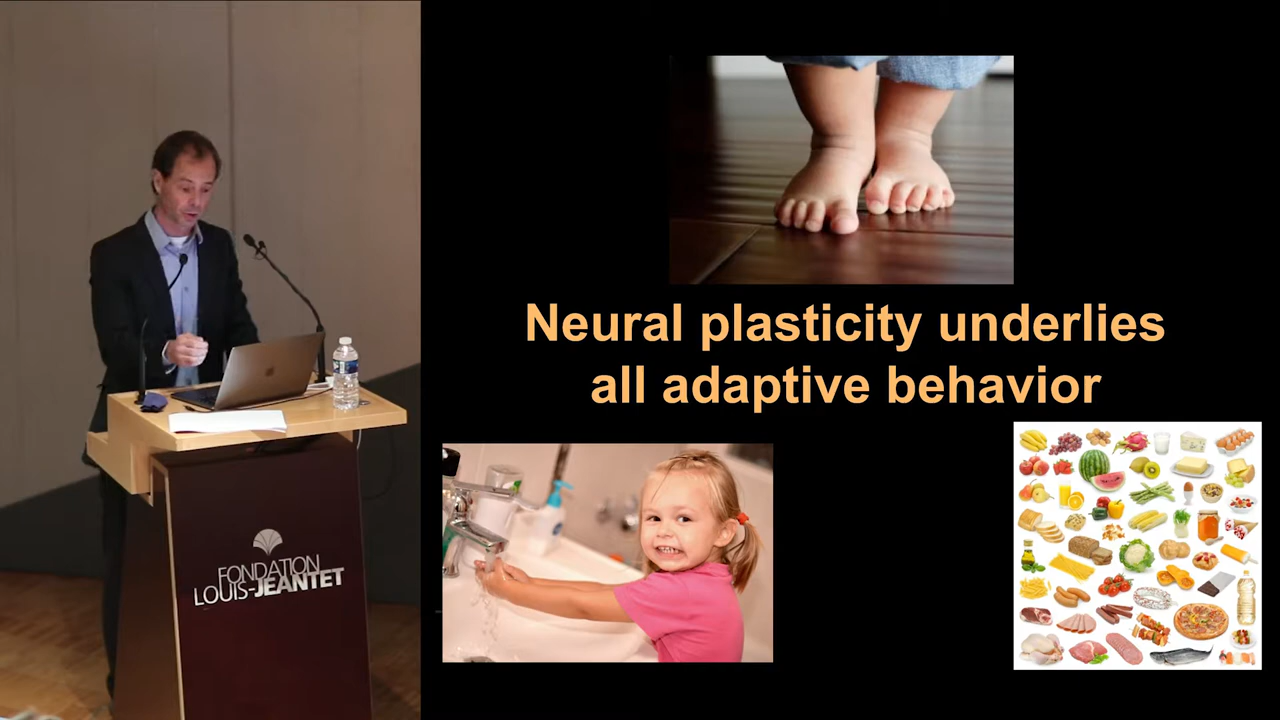 Neural plasticity underlies
all adaptive behavior
FONDATION
LOUIS-JEANTET